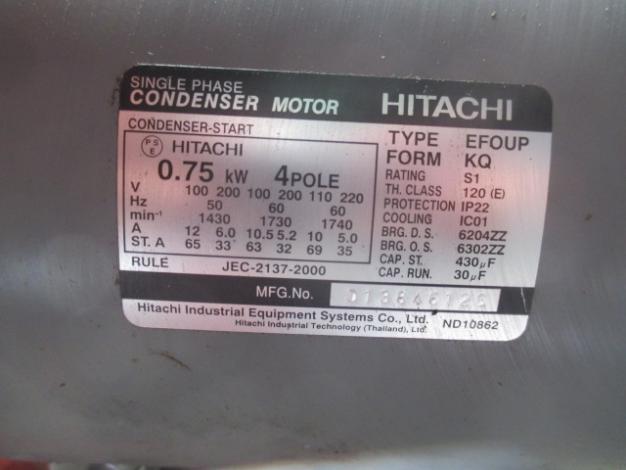 SINGLE PHASE
CONDENSER MOTOR HITACHI
CONDENSER-START
PS E HITACHI
0.75 kW 4POLE
V 100 200 100 200 110 220
Hz 50 60 60
min⁻¹ 1430 1730 1740
A 12 6.0 10.5 5.2 10 5.0
ST. A 65 33 63 32 69 35
RULE JEC-2137-2000
TYPE EFOUP
FORM KQ
RATING S1
TH. CLASS 120 (E)
PROTECTION IP22
COOLING IC01
BRG. D. S. 6204ZZ
BRG. O. S. 6302ZZ
CAP. ST. 430µF
CAP. RUN. 30µF
MFG.No.
Hitachi Industrial Equipment Systems Co., Ltd. ND10862
Hitachi Industrial Technology (Thailand), Ltd.